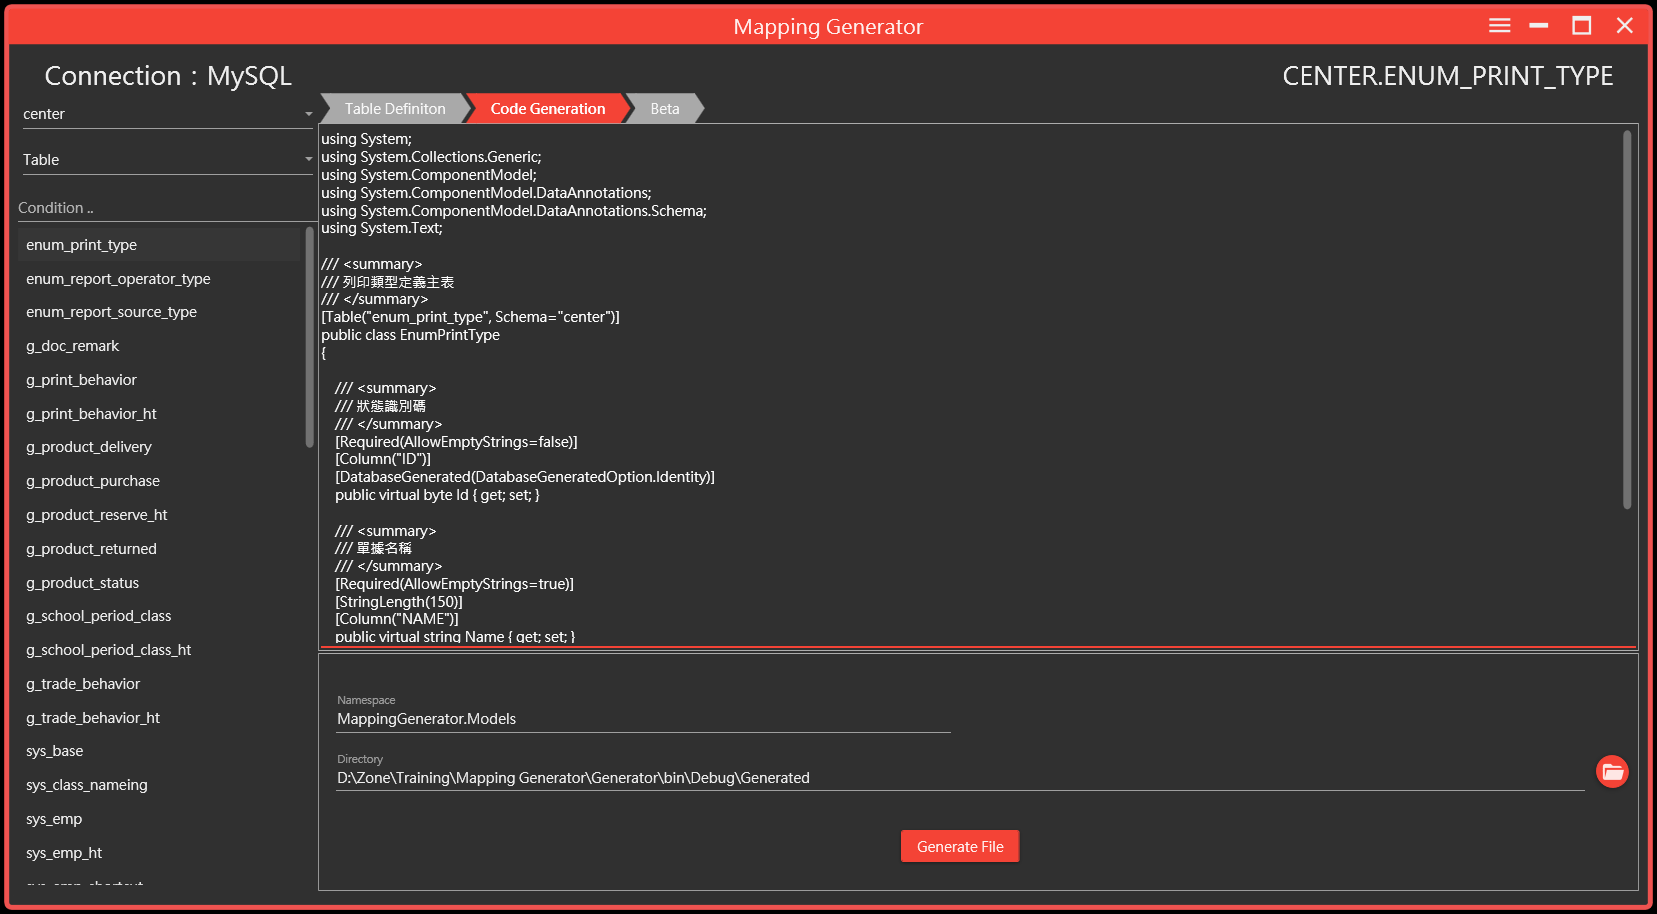 Mapping Generator
Connection : MySQL
CENTER.ENUM_PRINT_TYPE
center
Table
Condition ..
enum_print_type
enum_report_operator_type
enum_report_source_type
g_doc_remark
g_print_behavior
g_print_behavior_ht
g_product_delivery
g_product_purchase
g_product_reserve_ht
g_product_returned
g_product_status
g_school_period_class
g_school_period_class_ht
g_trade_behavior
g_trade_behavior_ht
sys_base
sys_class_nameing
sys_emp
sys_emp_ht
Table Definiton
Code Generation
Beta
using System;
using System.Collections.Generic;
using System.ComponentModel;
using System.ComponentModel.DataAnnotations;
using System.ComponentModel.DataAnnotations.Schema;
using System.Text;
/// <summary>
/// 列印類型定義主表
/// </summary>
[Table("enum_print_type", Schema="center")]
public class EnumPrintType
{
/// <summary>
/// 狀態識別碼
/// </summary>
[Required(AllowEmptyStrings=false)]
[Column("ID")]
[DatabaseGenerated(DatabaseGeneratedOption.Identity)]
public virtual byte Id { get; set; }
/// <summary>
/// 單據名稱
/// </summary>
[Required(AllowEmptyStrings=true)]
[StringLength(150)]
[Column("NAME")]
public virtual string Name { get; set; }
Namespace
MappingGenerator.Models
Directory
D:\Zone\Training\Mapping Generator\Generator\bin\Debug\Generated
Generate File